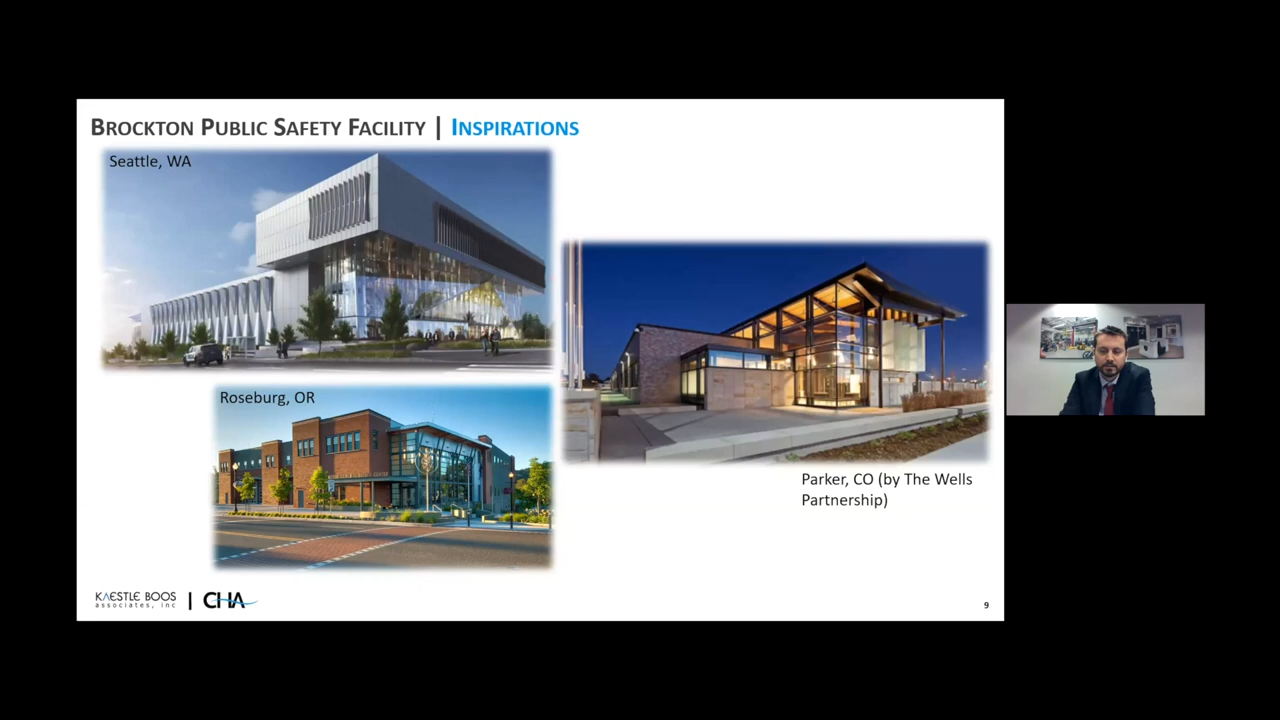 BROCKTON PUBLIC SAFETY FACILITY | INSPIRATIONS
Seattle, WA
Roseburg, OR
Parker, CO (by The Wells
Partnership)
KAESTLE BOOS
associates, inc
CHA
9